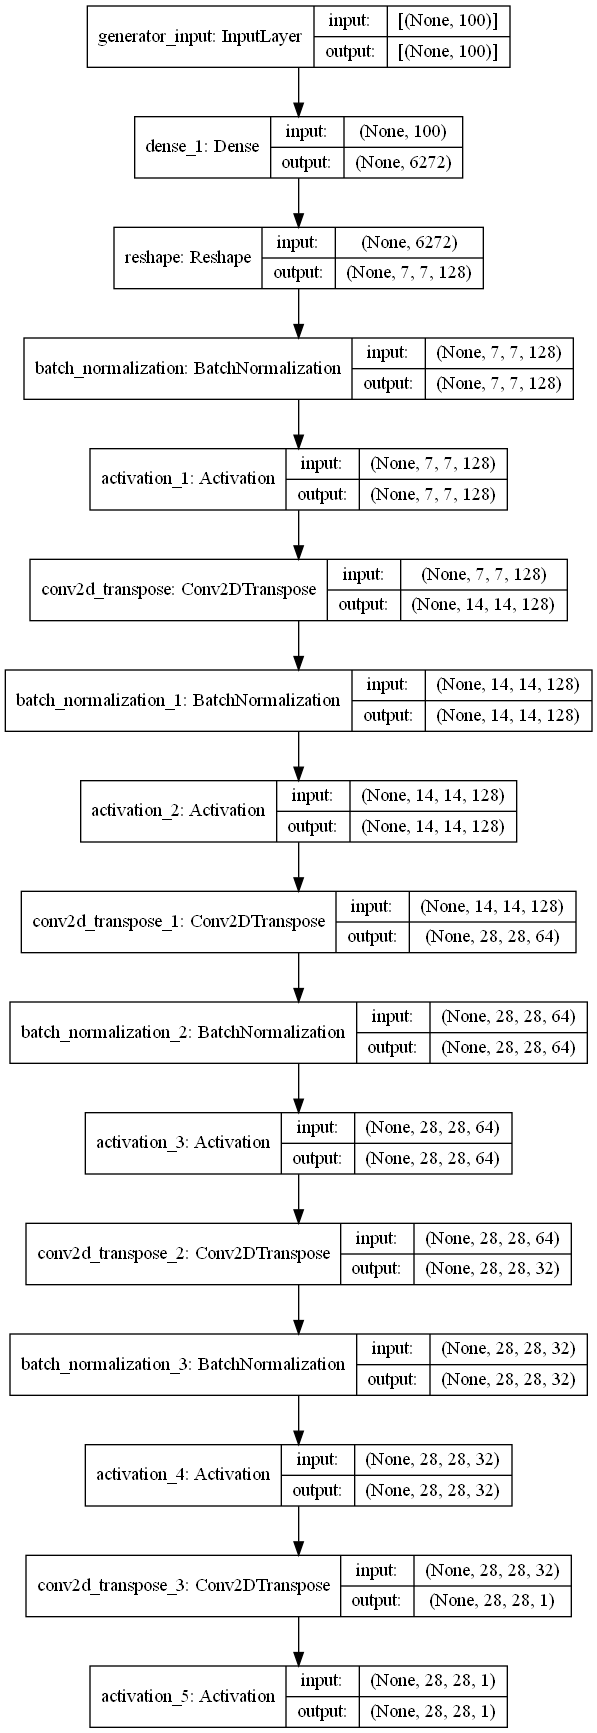 generator_input: InputLayer
input: [(None, 100)]
output: [(None, 100)]
dense_1: Dense
input: (None, 100)
output: (None, 6272)
reshape: Reshape
input: (None, 6272)
output: (None, 7, 7, 128)
batch_normalization: BatchNormalization
input: (None, 7, 7, 128)
output: (None, 7, 7, 128)
activation_1: Activation
input: (None, 7, 7, 128)
output: (None, 7, 7, 128)
conv2d_transpose: Conv2DTranspose
input: (None, 7, 7, 128)
output: (None, 14, 14, 128)
batch_normalization_1: BatchNormalization
input: (None, 14, 14, 128)
output: (None, 14, 14, 128)
activation_2: Activation
input: (None, 14, 14, 128)
output: (None, 14, 14, 128)
conv2d_transpose_1: Conv2DTranspose
input: (None, 14, 14, 128)
output: (None, 28, 28, 64)
batch_normalization_2: BatchNormalization
input: (None, 28, 28, 64)
output: (None, 28, 28, 64)
activation_3: Activation
input: (None, 28, 28, 64)
output: (None, 28, 28, 64)
conv2d_transpose_2: Conv2DTranspose
input: (None, 28, 28, 64)
output: (None, 28, 28, 32)
batch_normalization_3: BatchNormalization
input: (None, 28, 28, 32)
output: (None, 28, 28, 32)
activation_4: Activation
input: (None, 28, 28, 32)
output: (None, 28, 28, 32)
conv2d_transpose_3: Conv2DTranspose
input: (None, 28, 28, 32)
output: (None, 28, 28, 1)
activation_5: Activation
input: (None, 28, 28, 1)
output: (None, 28, 28, 1)